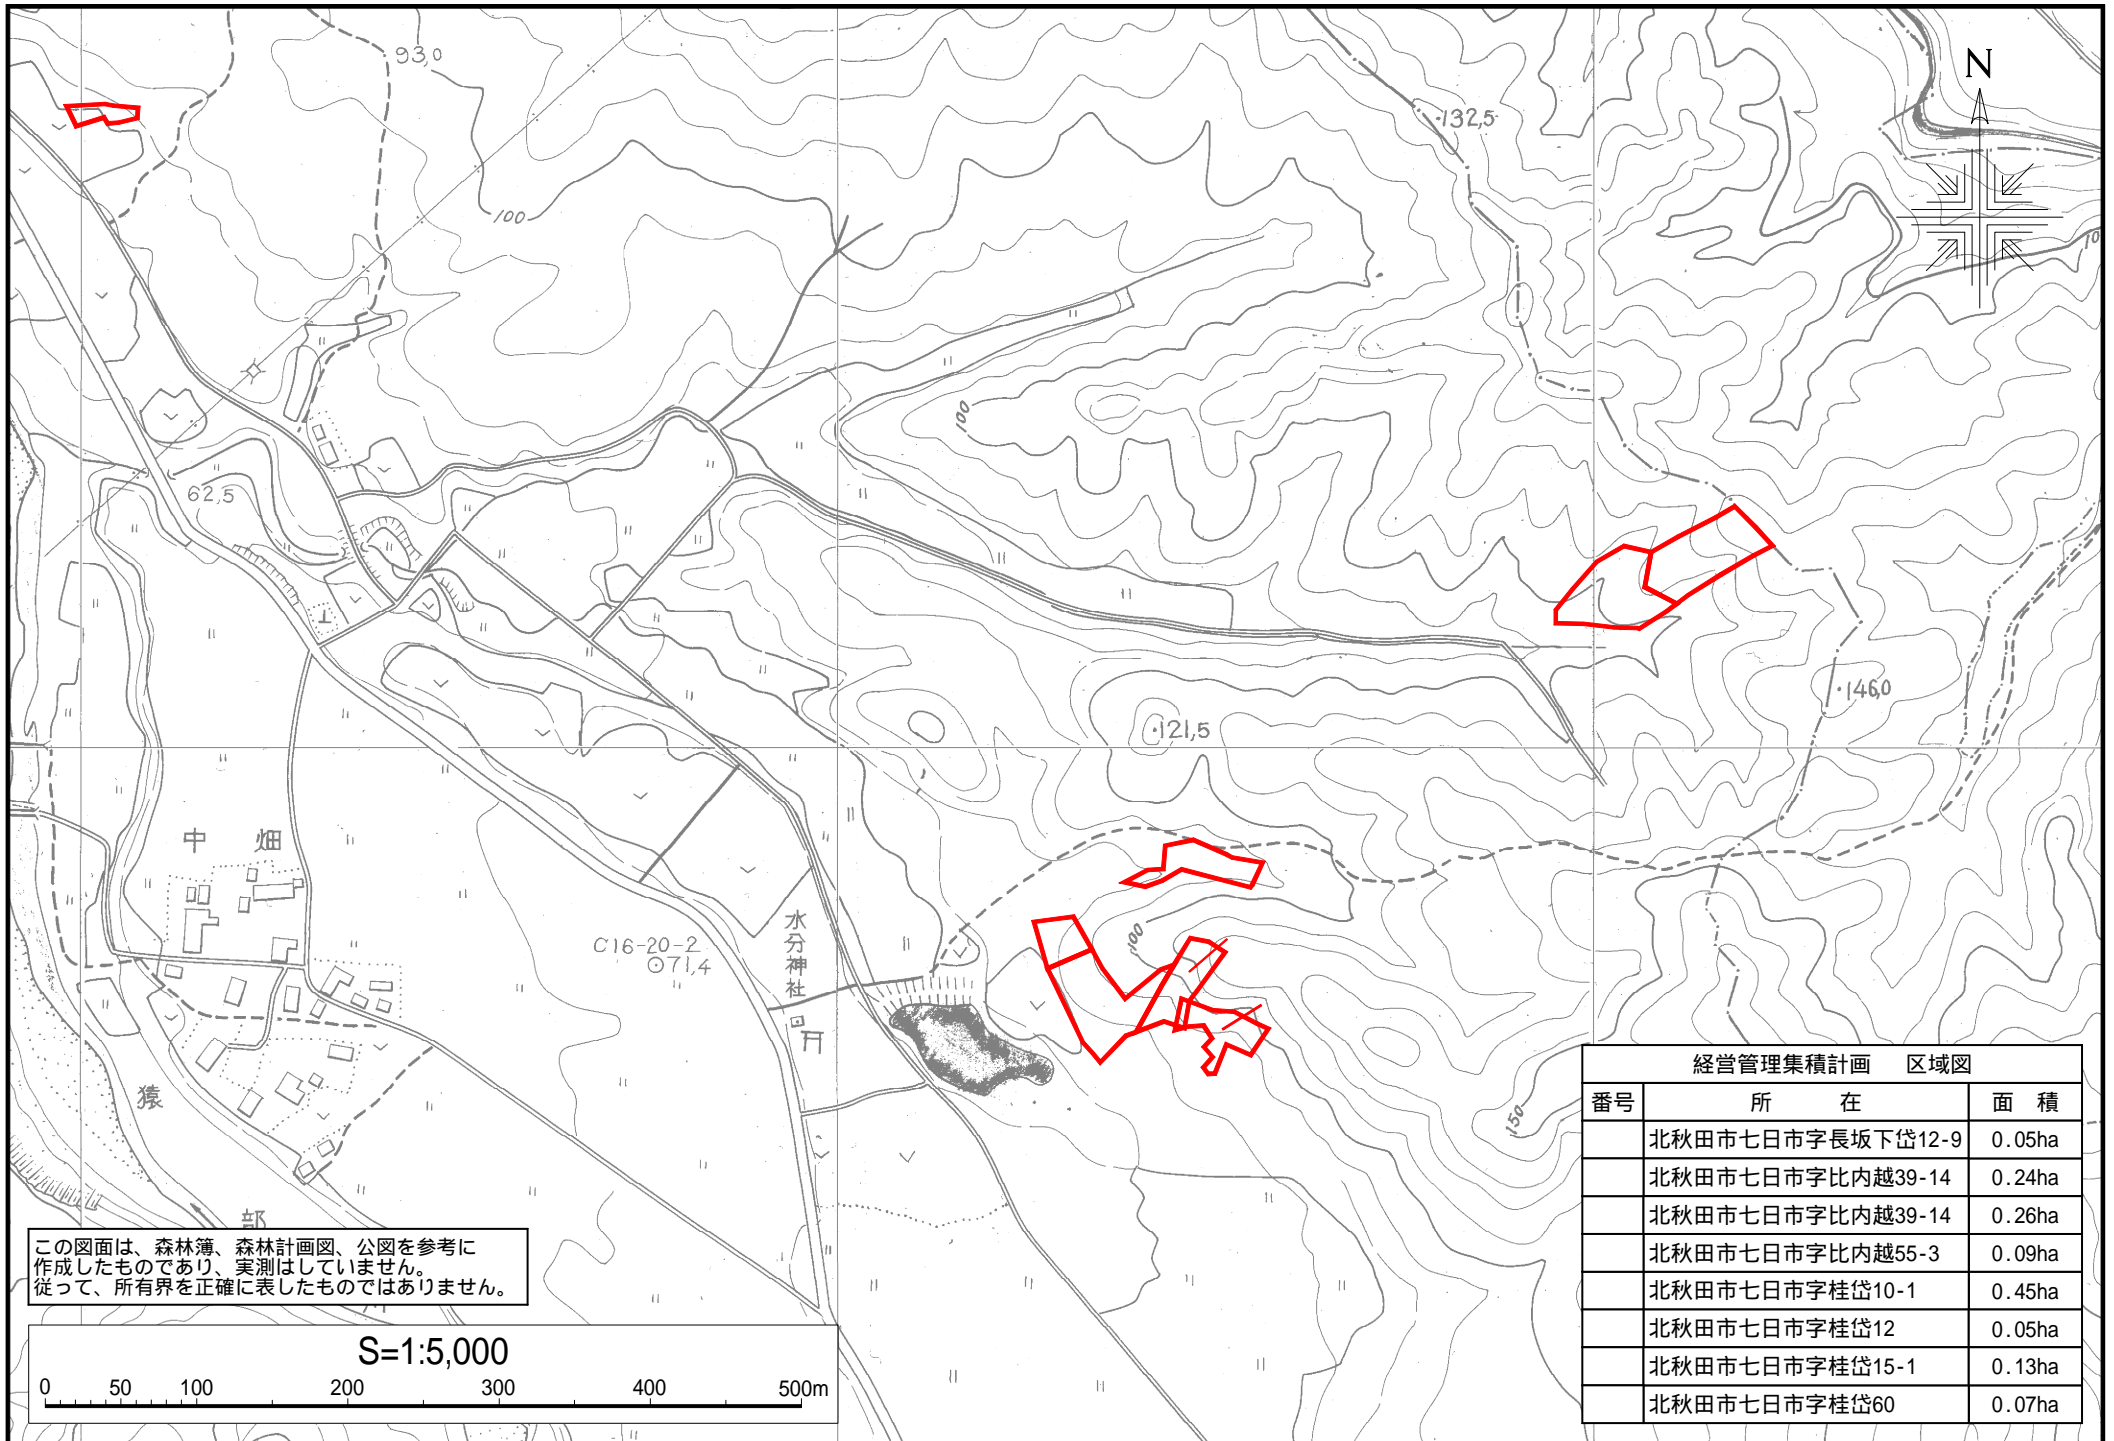 93,0
N
132,5
100
100
62,5
146,0
121,5
中畑
C16-20-2
71,4
水分神社
100
猿
部
150
経営管理集積計画 区域図
番号 所在 面積
北秋田市七日市字長坂下岱12-9 0.05ha
北秋田市七日市字比内越39-14 0.24ha
北秋田市七日市字比内越39-14 0.26ha
北秋田市七日市字比内越55-3 0.09ha
北秋田市七日市字桂岱10-1 0.45ha
北秋田市七日市字桂岱12 0.05ha
北秋田市七日市字桂岱15-1 0.13ha
北秋田市七日市字桂岱60 0.07ha
この図面は、森林簿、森林計画図、公図を参考に
作成したものであり、実測はしていません。
従って、所有界を正確に表したものではありません。
S=1:5,000
0 50 100 200 300 400 500m